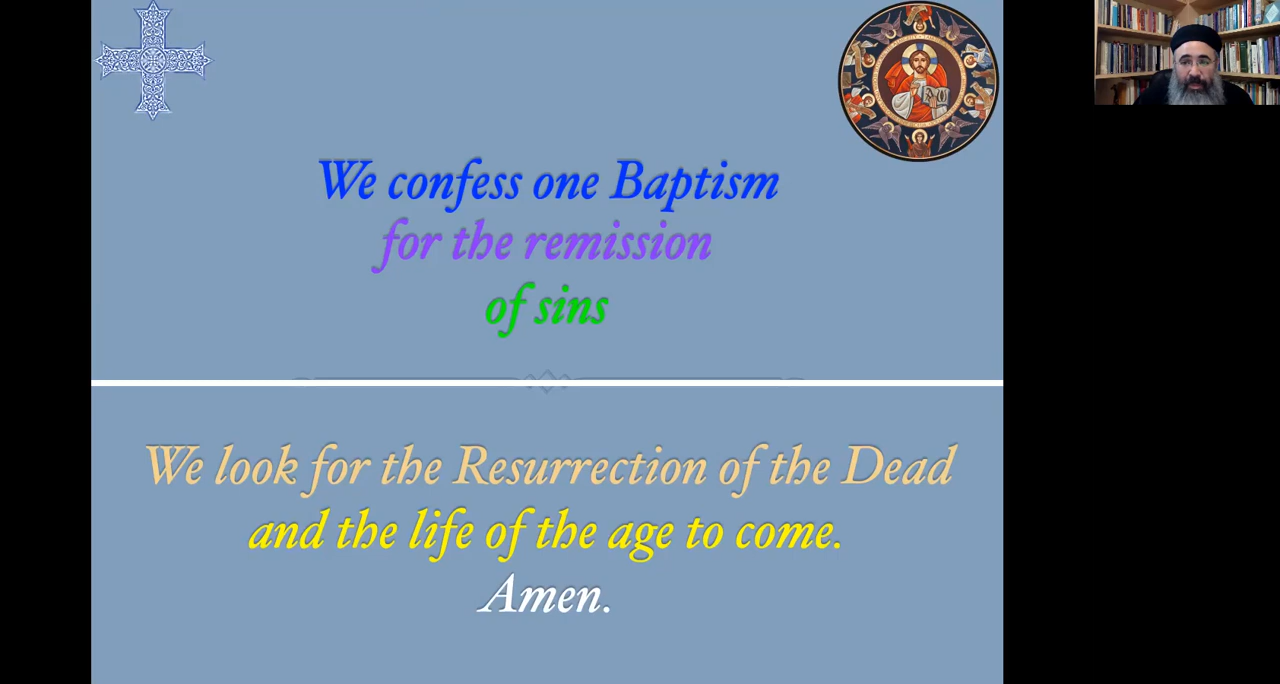 We confess one Baptism
for the remission
of sins
We look for the Resurrection of the Dead
and the life of the age to come.
Amen.